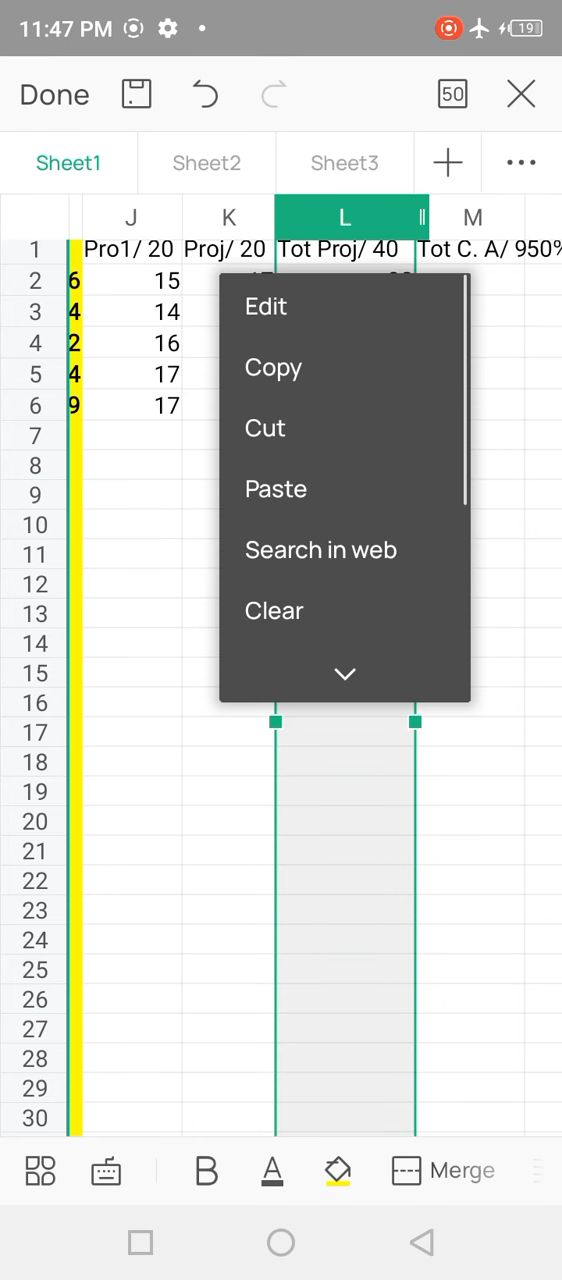 11:47 PM 19
Done 50
Sheet1 Sheet2 Sheet3
J K L M
1 Pro1/ 20 Proj/ 20 Tot Proj/ 40 Tot C. A/ 950%
2 6 15
3 4 14
4 2 16
5 4 17
6 9 17
7
8
9
10
11
12
13
14
15
16
17
18
19
20
21
22
23
24
25
26
27
28
29
30
Edit
Copy
Cut
Paste
Search in web
Clear
B A Merge